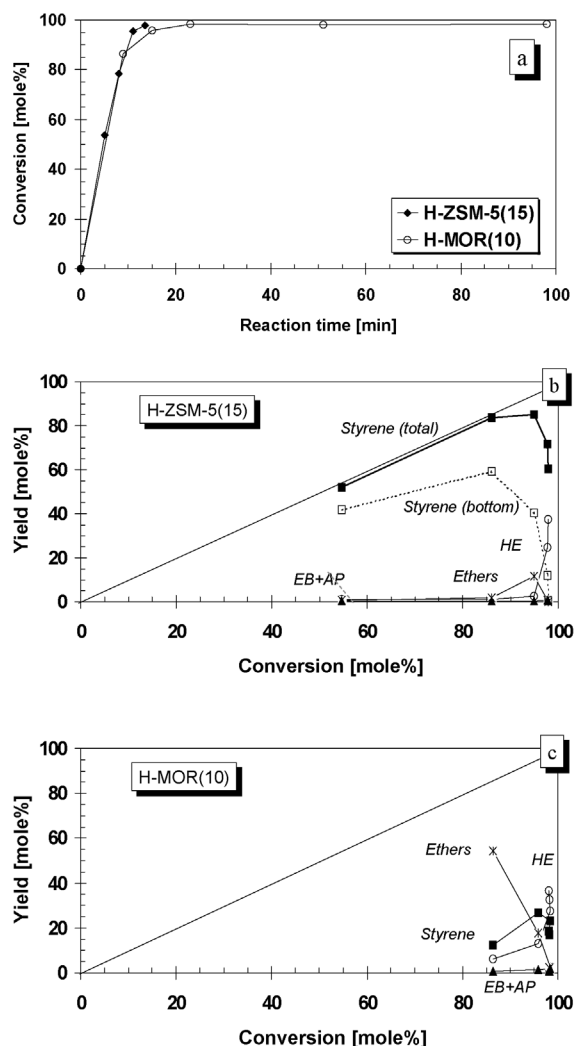 100
80
60
40
20
0
Conversion [mole%]
a
H-ZSM-5(15)
H-MOR(10)
0 20 40 60 80 100
Reaction time [min]
100
80
60
40
20
0
Yield [mole%]
b
H-ZSM-5(15)
Styrene (total)
Styrene (bottom)
HE
EB+AP
Ethers
0 20 40 60 80 100
Conversion [mole%]
100
80
60
40
20
0
Yield [mole%]
c
H-MOR(10)
Ethers
HE
Styrene
EB+AP
0 20 40 60 80 100
Conversion [mole%]